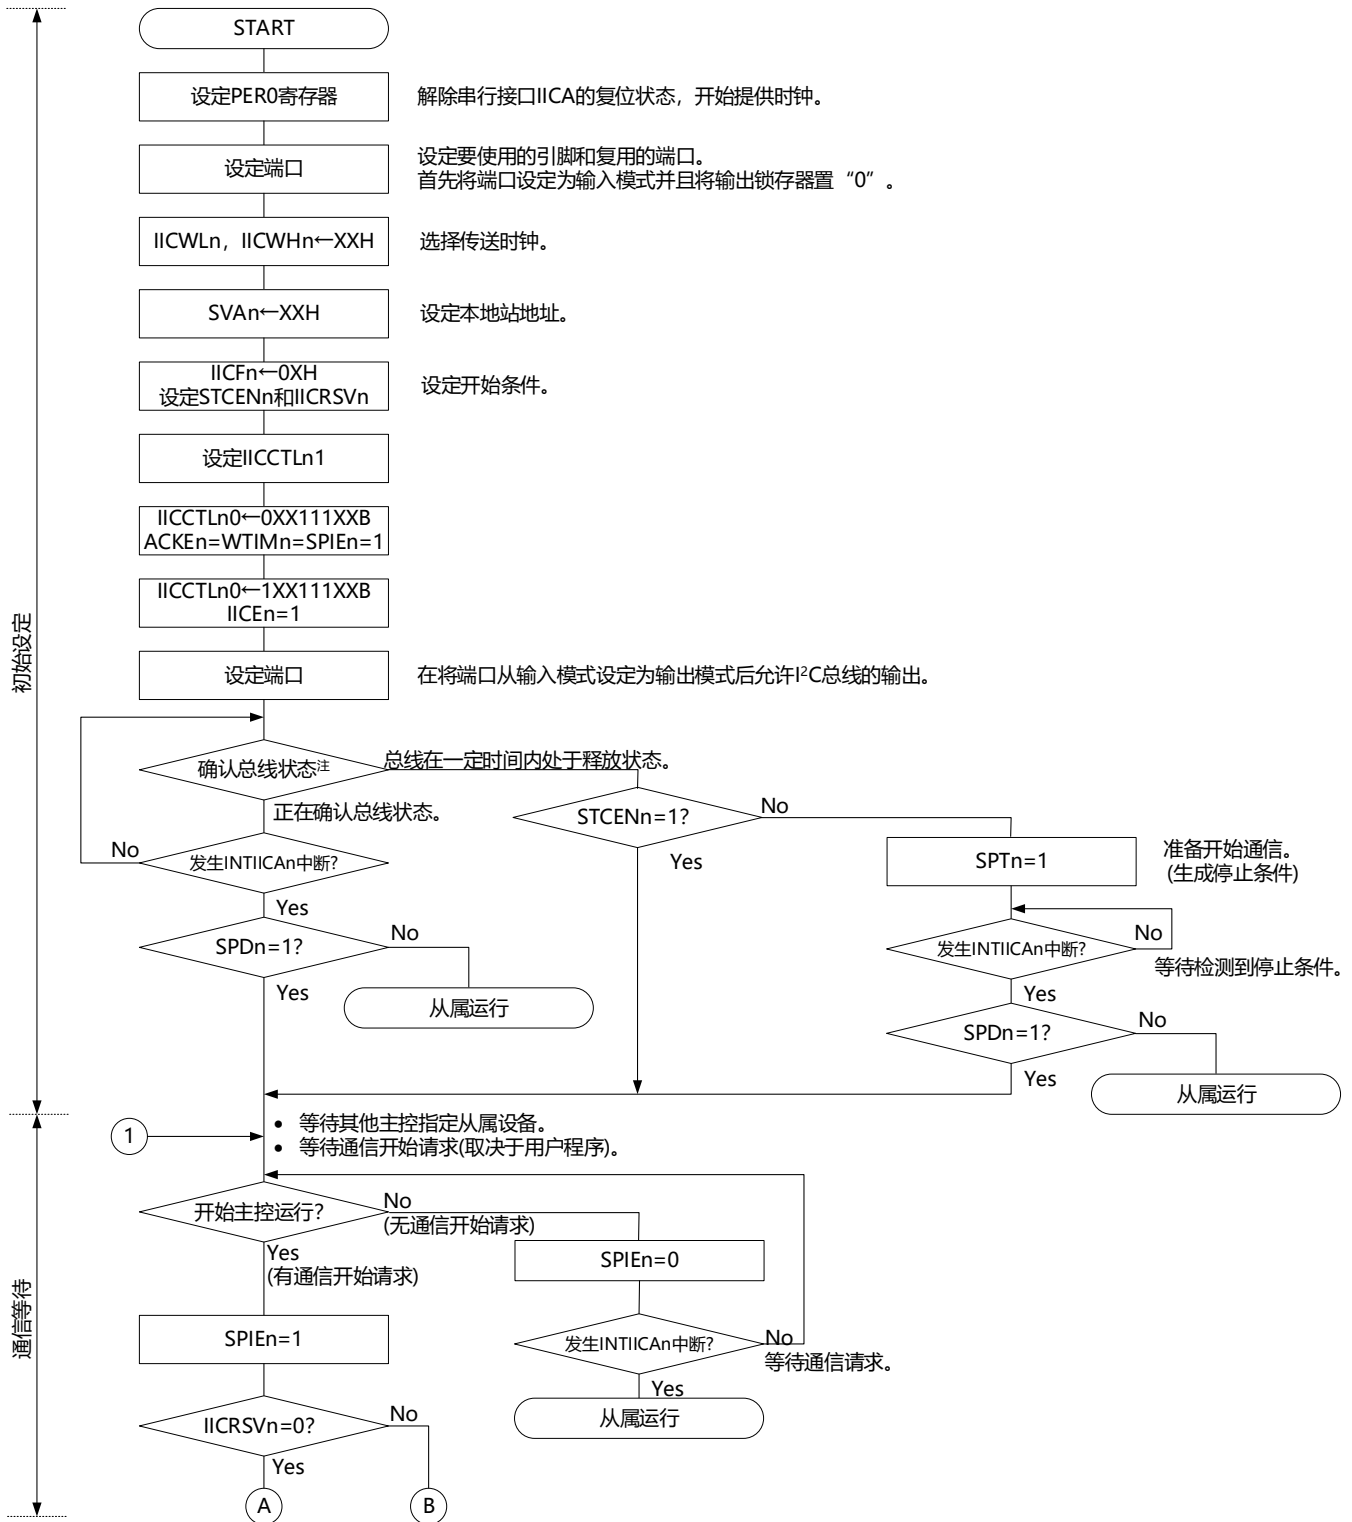 START
设定PER0寄存器
解除串行接口IICA的复位状态，开始提供时钟。
设定端口
设定要使用的引脚和复用的端口。
首先将端口设定为输入模式并且将输出锁存器置“0”。
IICWLn，IICWHn←XXH
选择传送时钟。
SVAn←XXH
设定本地站地址。
IICFn←0XH
设定STCENn和IICRSVn
设定开始条件。
设定IICCTLn1
IICCTLn0←0XX111XXB
ACKEn=WTIMn=SPIEn=1
IICCTLn0←1XX111XXB
IICEn=1
设定端口
在将端口从输入模式设定为输出模式后允许I²C总线的输出。
初始设定
确认总线状态注
总线在一定时间内处于释放状态。
正在确认总线状态。
STCENn=1?
No
Yes
SPTn=1
准备开始通信。
(生成停止条件)
No
发生INTIICAn中断?
Yes
发生INTIICAn中断?
No
等待检测到停止条件。
Yes
SPDn=1?
No
Yes
从属运行
SPDn=1?
No
Yes
从属运行
1
• 等待其他主控指定从属设备。
• 等待通信开始请求(取决于用户程序)。
开始主控运行?
No
(无通信开始请求)
Yes
(有通信开始请求)
SPIEn=0
通信等待
SPIEn=1
发生INTIICAn中断?
No
等待通信请求。
Yes
从属运行
IICRSVn=0?
No
Yes
A
B